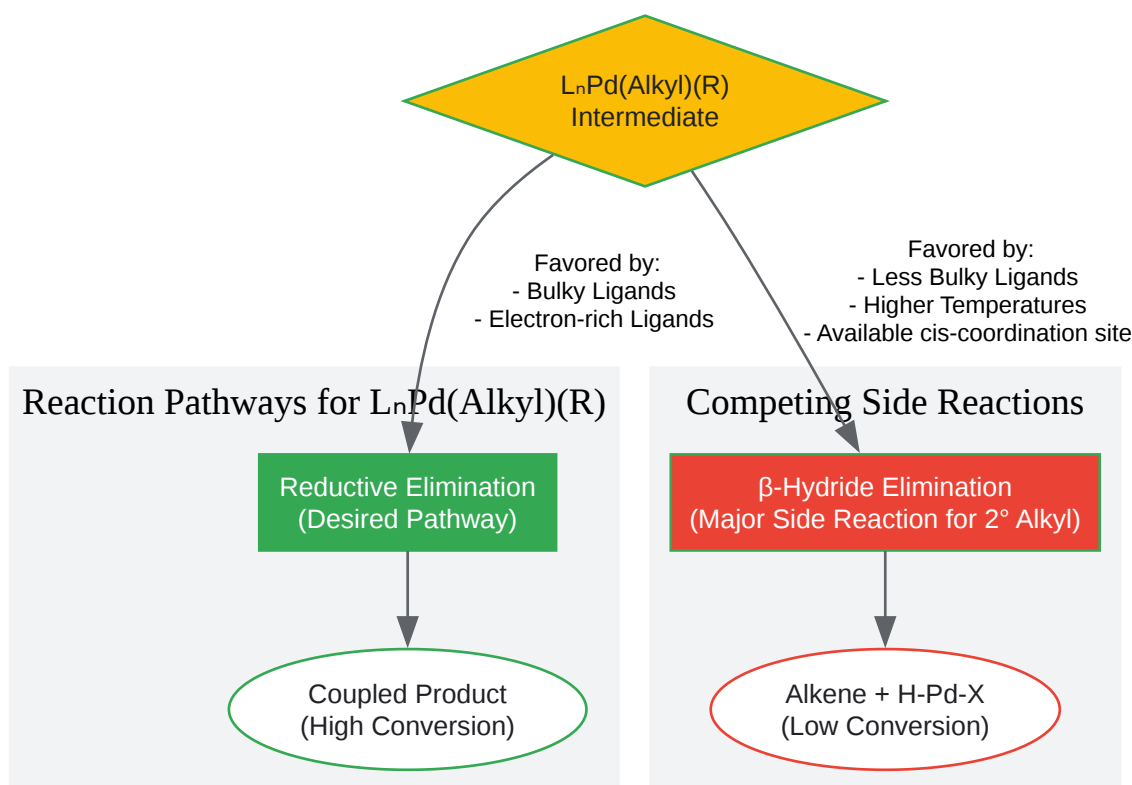 LₙPd(Alkyl)(R)
Intermediate
Favored by:
- Bulky Ligands
- Electron-rich Ligands
Favored by:
- Less Bulky Ligands
- Higher Temperatures
- Available cis-coordination site
Reaction Pathways for LₙPd(Alkyl)(R)
Reductive Elimination
(Desired Pathway)
Coupled Product
(High Conversion)
Competing Side Reactions
β-Hydride Elimination
(Major Side Reaction for 2° Alkyl)
Alkene + H-Pd-X
(Low Conversion)